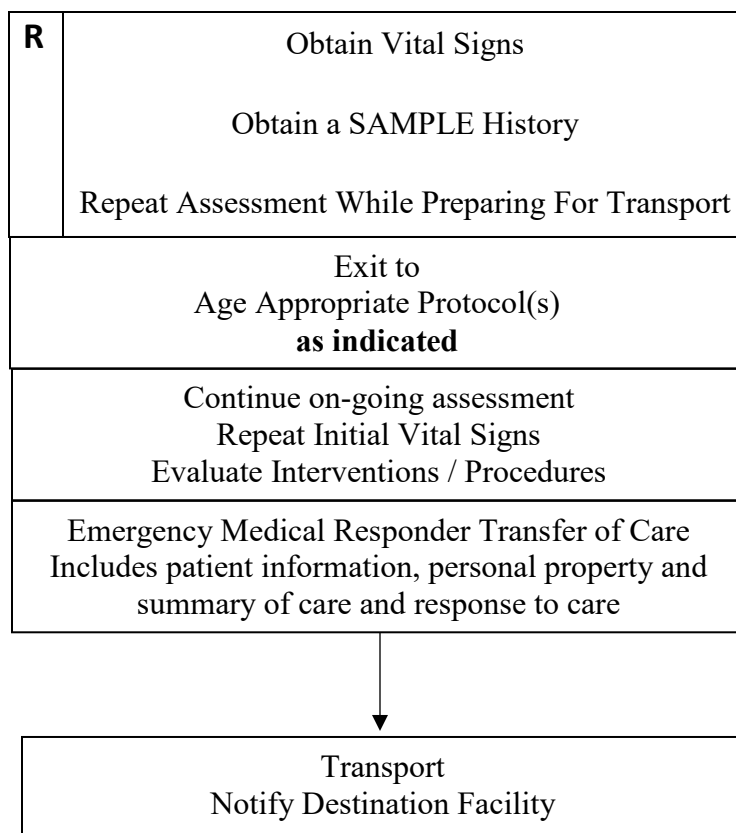 R
Obtain Vital Signs
Obtain a SAMPLE History
Repeat Assessment While Preparing For Transport
Exit to
Age Appropriate Protocol(s)
as indicated
Continue on-going assessment
Repeat Initial Vital Signs
Evaluate Interventions / Procedures
Emergency Medical Responder Transfer of Care
Includes patient information, personal property and
summary of care and response to care
Transport
Notify Destination Facility